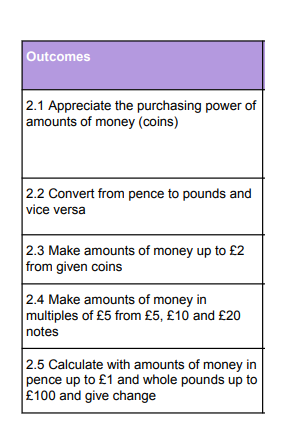 Outcomes
2.1 Appreciate the purchasing power of
amounts of money (coins)
2.2 Convert from pence to pounds and
vice versa
2.3 Make amounts of money up to £2
from given coins
2.4 Make amounts of money in
multiples of £5 from £5, £10 and £20
notes
2.5 Calculate with amounts of money in
pence up to £1 and whole pounds up to
£100 and give change